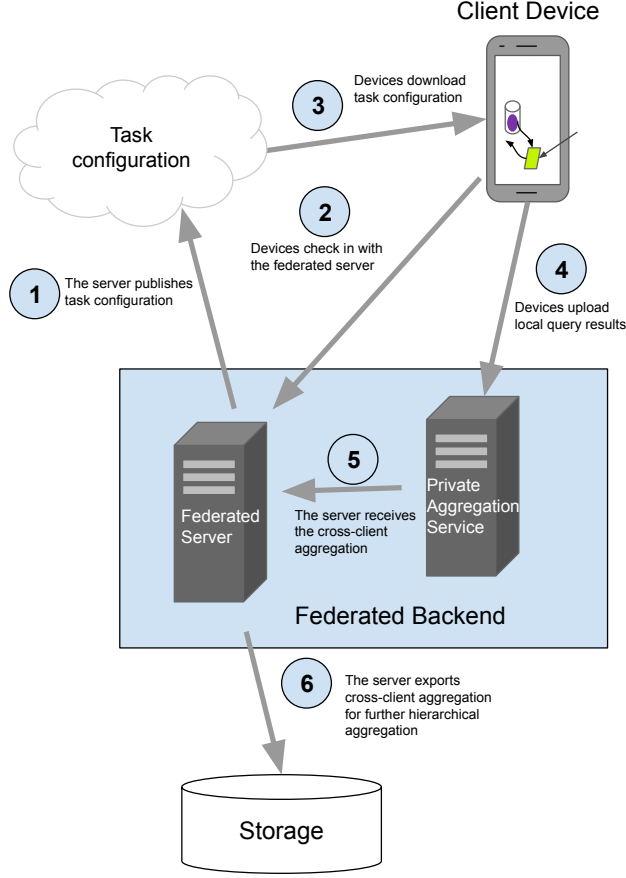 Client Device
3
Devices download
task configuration
Task
configuration
2
Devices check in with
the federated server
1
The server publishes
task configuration
4
Devices upload
local query results
5
The server receives
the cross-client
aggregation
Federated
Server
Private
Aggregation
Service
Federated Backend
6
The server exports
cross-client aggregation
for further hierarchical
aggregation
Storage